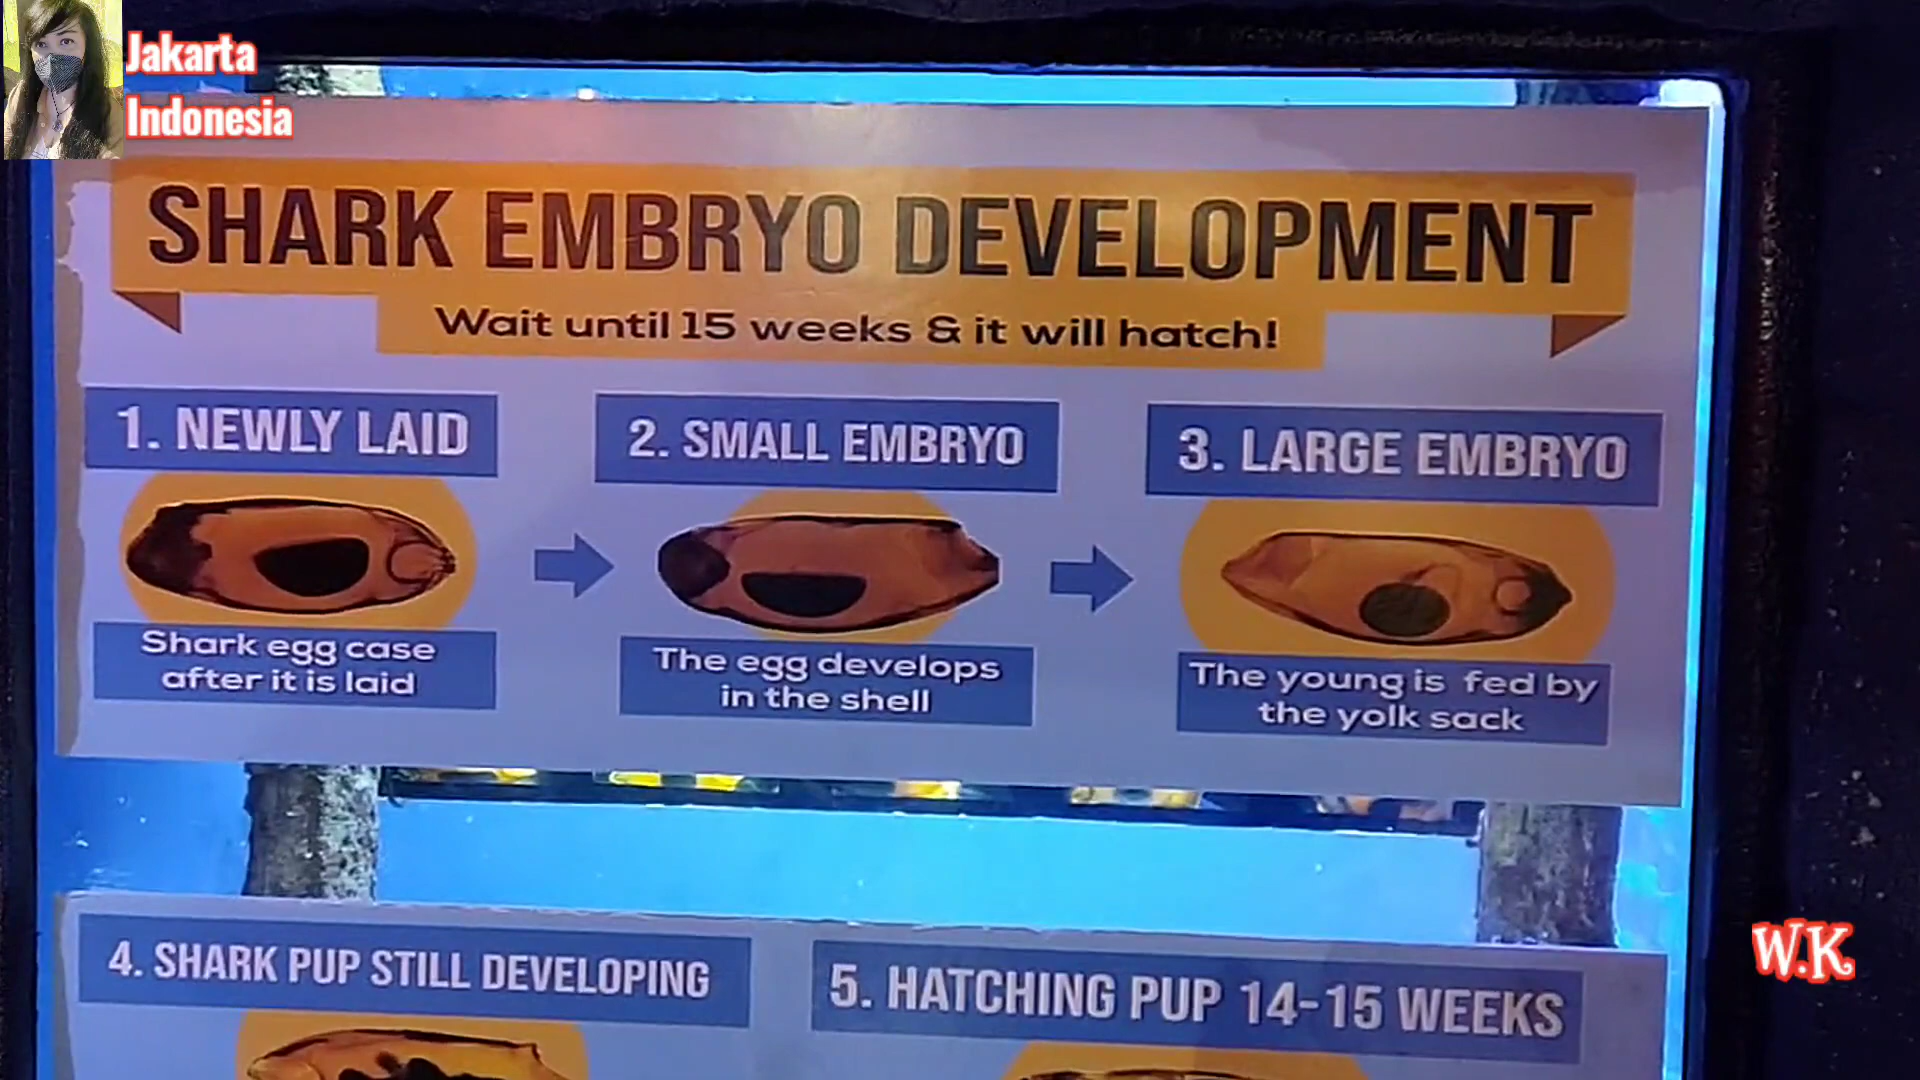 Jakarta
Indonesia
SHARK EMBRYO DEVELOPMENT
Wait until 15 weeks & it will hatch!
1. NEWLY LAID
2. SMALL EMBRYO
3. LARGE EMBRYO
Shark egg case
after it is laid
The egg develops
in the shell
The young is fed by
the yolk sack
4. SHARK PUP STILL DEVELOPING
5. HATCHING PUP 14-15 WEEKS
W.K